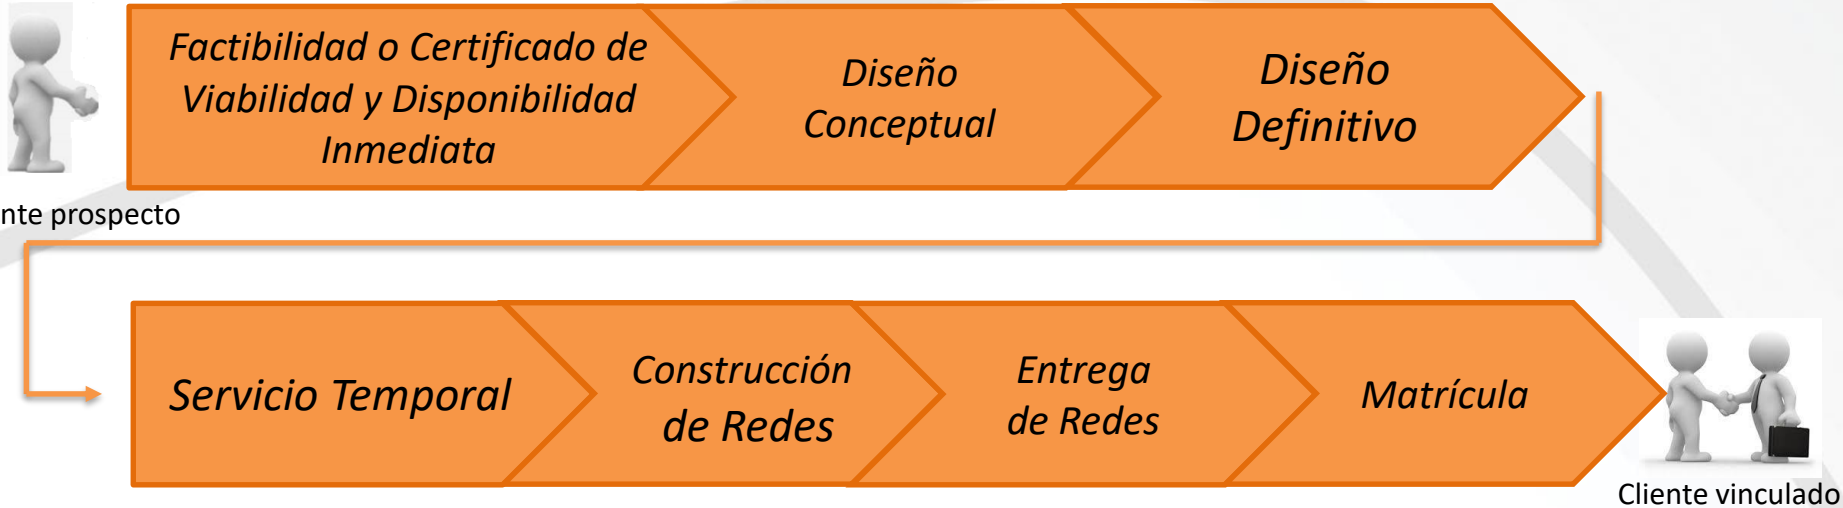 Factibilidad o Certificado de
Viabilidad y Disponibilidad
Inmediata
Diseño
Conceptual
Diseño
Definitivo
nte prospecto
Servicio Temporal
Construcción
de Redes
Entrega
de Redes
Matrícula
Cliente vinculado